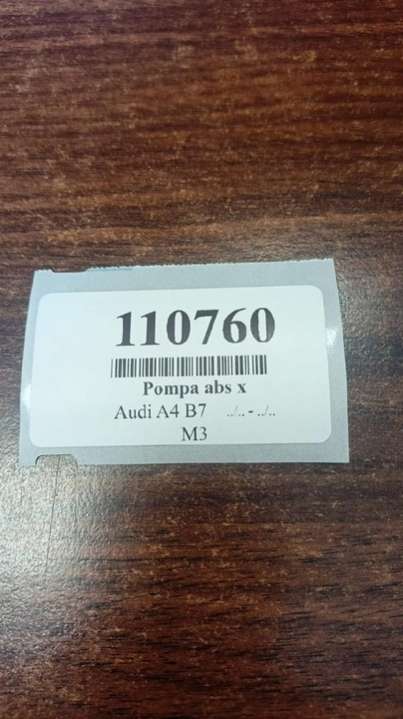 110760
Pompa abs x
Audi A4 B7 ../.. - ../..
M3